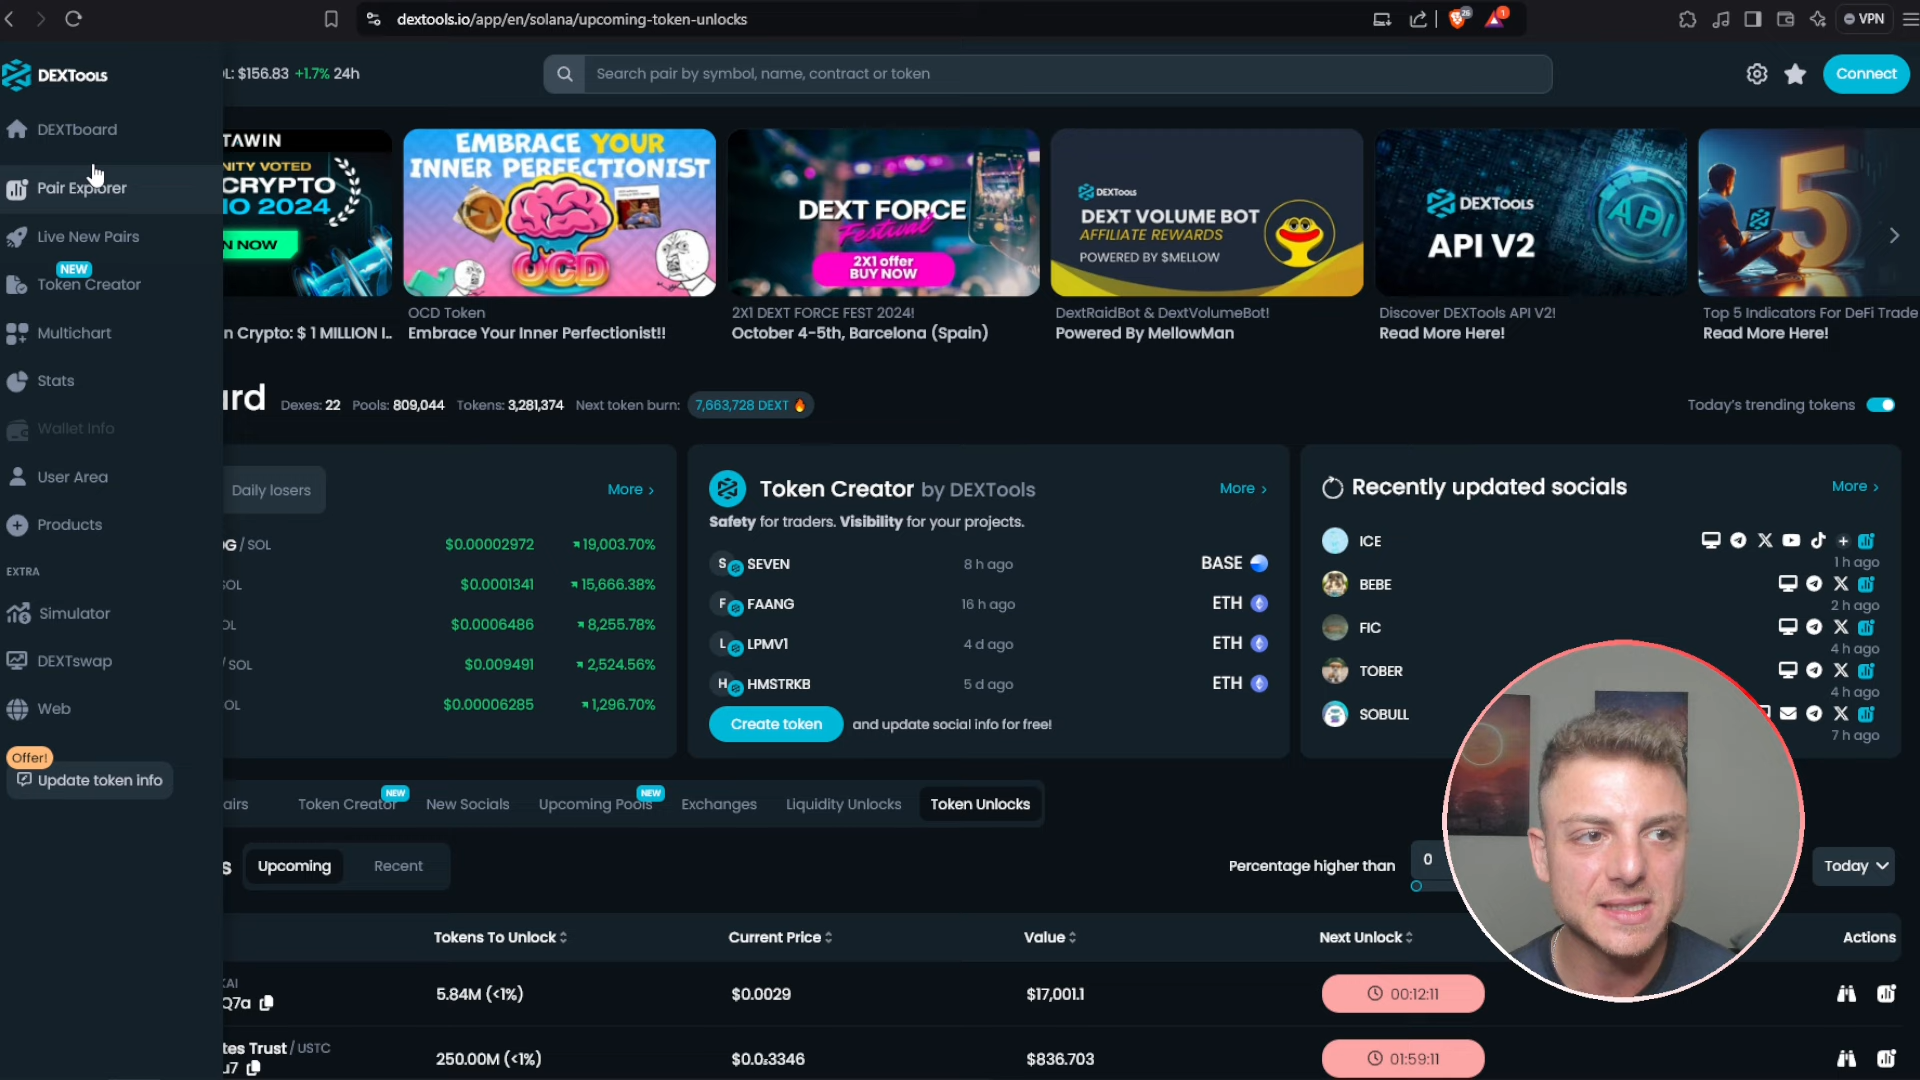 dextools.io/app/en/solana/upcoming-token-unlocks
26
1
VPN
DEXTools
$156.83 +1.7% 24h
Search pair by symbol, name, contract or token
Connect
DEXTboard
Pair Explorer
Live New Pairs
NEW
Token Creator
Multichart
Stats
Wallet Info
User Area
Products
EXTRA
Simulator
DEXTswap
Web
Offer!
Update token info
CRYPTO
2024
NOW
Crypto: $ 1 MILLION I...
EMBRACE YOUR
INNER PERFECTIONIST
OCD
OCD Token
Embrace Your Inner Perfectionist!!
DEXT FORCE
Festival
2X1 offer
BUY NOW
2X1 DEXT FORCE FEST 2024!
October 4-5th, Barcelona (Spain)
DEXTools
DEXT VOLUME BOT
AFFILIATE REWARDS
POWERED BY $MELLOW
DextRaidBot & DextVolumeBot!
Powered By MellowMan
DEXTools
API V2
API
Discover DEXTools API V2!
Read More Here!
5
Top 5 Indicators For DeFi Trade
Read More Here!
Dexes: 22 Pools: 809,044 Tokens: 3,281,374 Next token burn: 7,663,728 DEXT
Today's trending tokens
Daily losers
More >
/ SOL $0.00002972 19,003.70%
$0.0001341 15,666.38%
$0.0006486 8,255.78%
/ SOL $0.009491 2,524.56%
$0.00006285 1,296.70%
Token Creator by DEXTools
More >
Safety for traders. Visibility for your projects.
S SEVEN 8 h ago BASE
F FAANG 16 h ago ETH
L LPMV1 4 d ago ETH
H HMSTRKB 5 d ago ETH
Create token and update social info for free!
Recently updated socials
More >
ICE
1 h ago
BEBE
2 h ago
FIC
4 h ago
TOBER
4 h ago
SOBULL
7 h ago
Token Creator NEW New Socials Upcoming Pools NEW Exchanges Liquidity Unlocks Token Unlocks
Upcoming Recent
Percentage higher than 0
Today
Tokens To Unlock Current Price Value Next Unlock Actions
5.84M (<1%) $0.0029 $17,001.1 00:12:11
Trust / USTC
250.00M (<1%) $0.0₅3346 $836.703 01:59:11